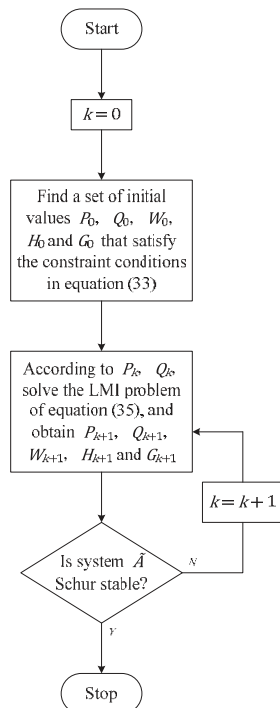 Start
k=0
Find a set of initial
values P₀, Q₀, W₀,
H₀ and G₀ that satisfy
the constraint conditions
in equation (33)
According to Pₖ, Qₖ,
solve the LMI problem
of equation (35), and
obtain Pₖ₊₁, Qₖ₊₁,
Wₖ₊₁, Hₖ₊₁ and Gₖ₊₁
k=k+1
Is system Ã
Schur stable?
N
Y
Stop